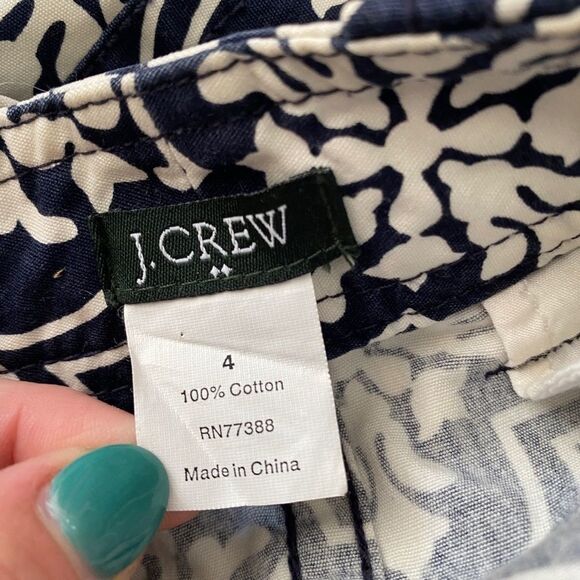 J.CREW
4
100% Cotton
RN77388
Made in China